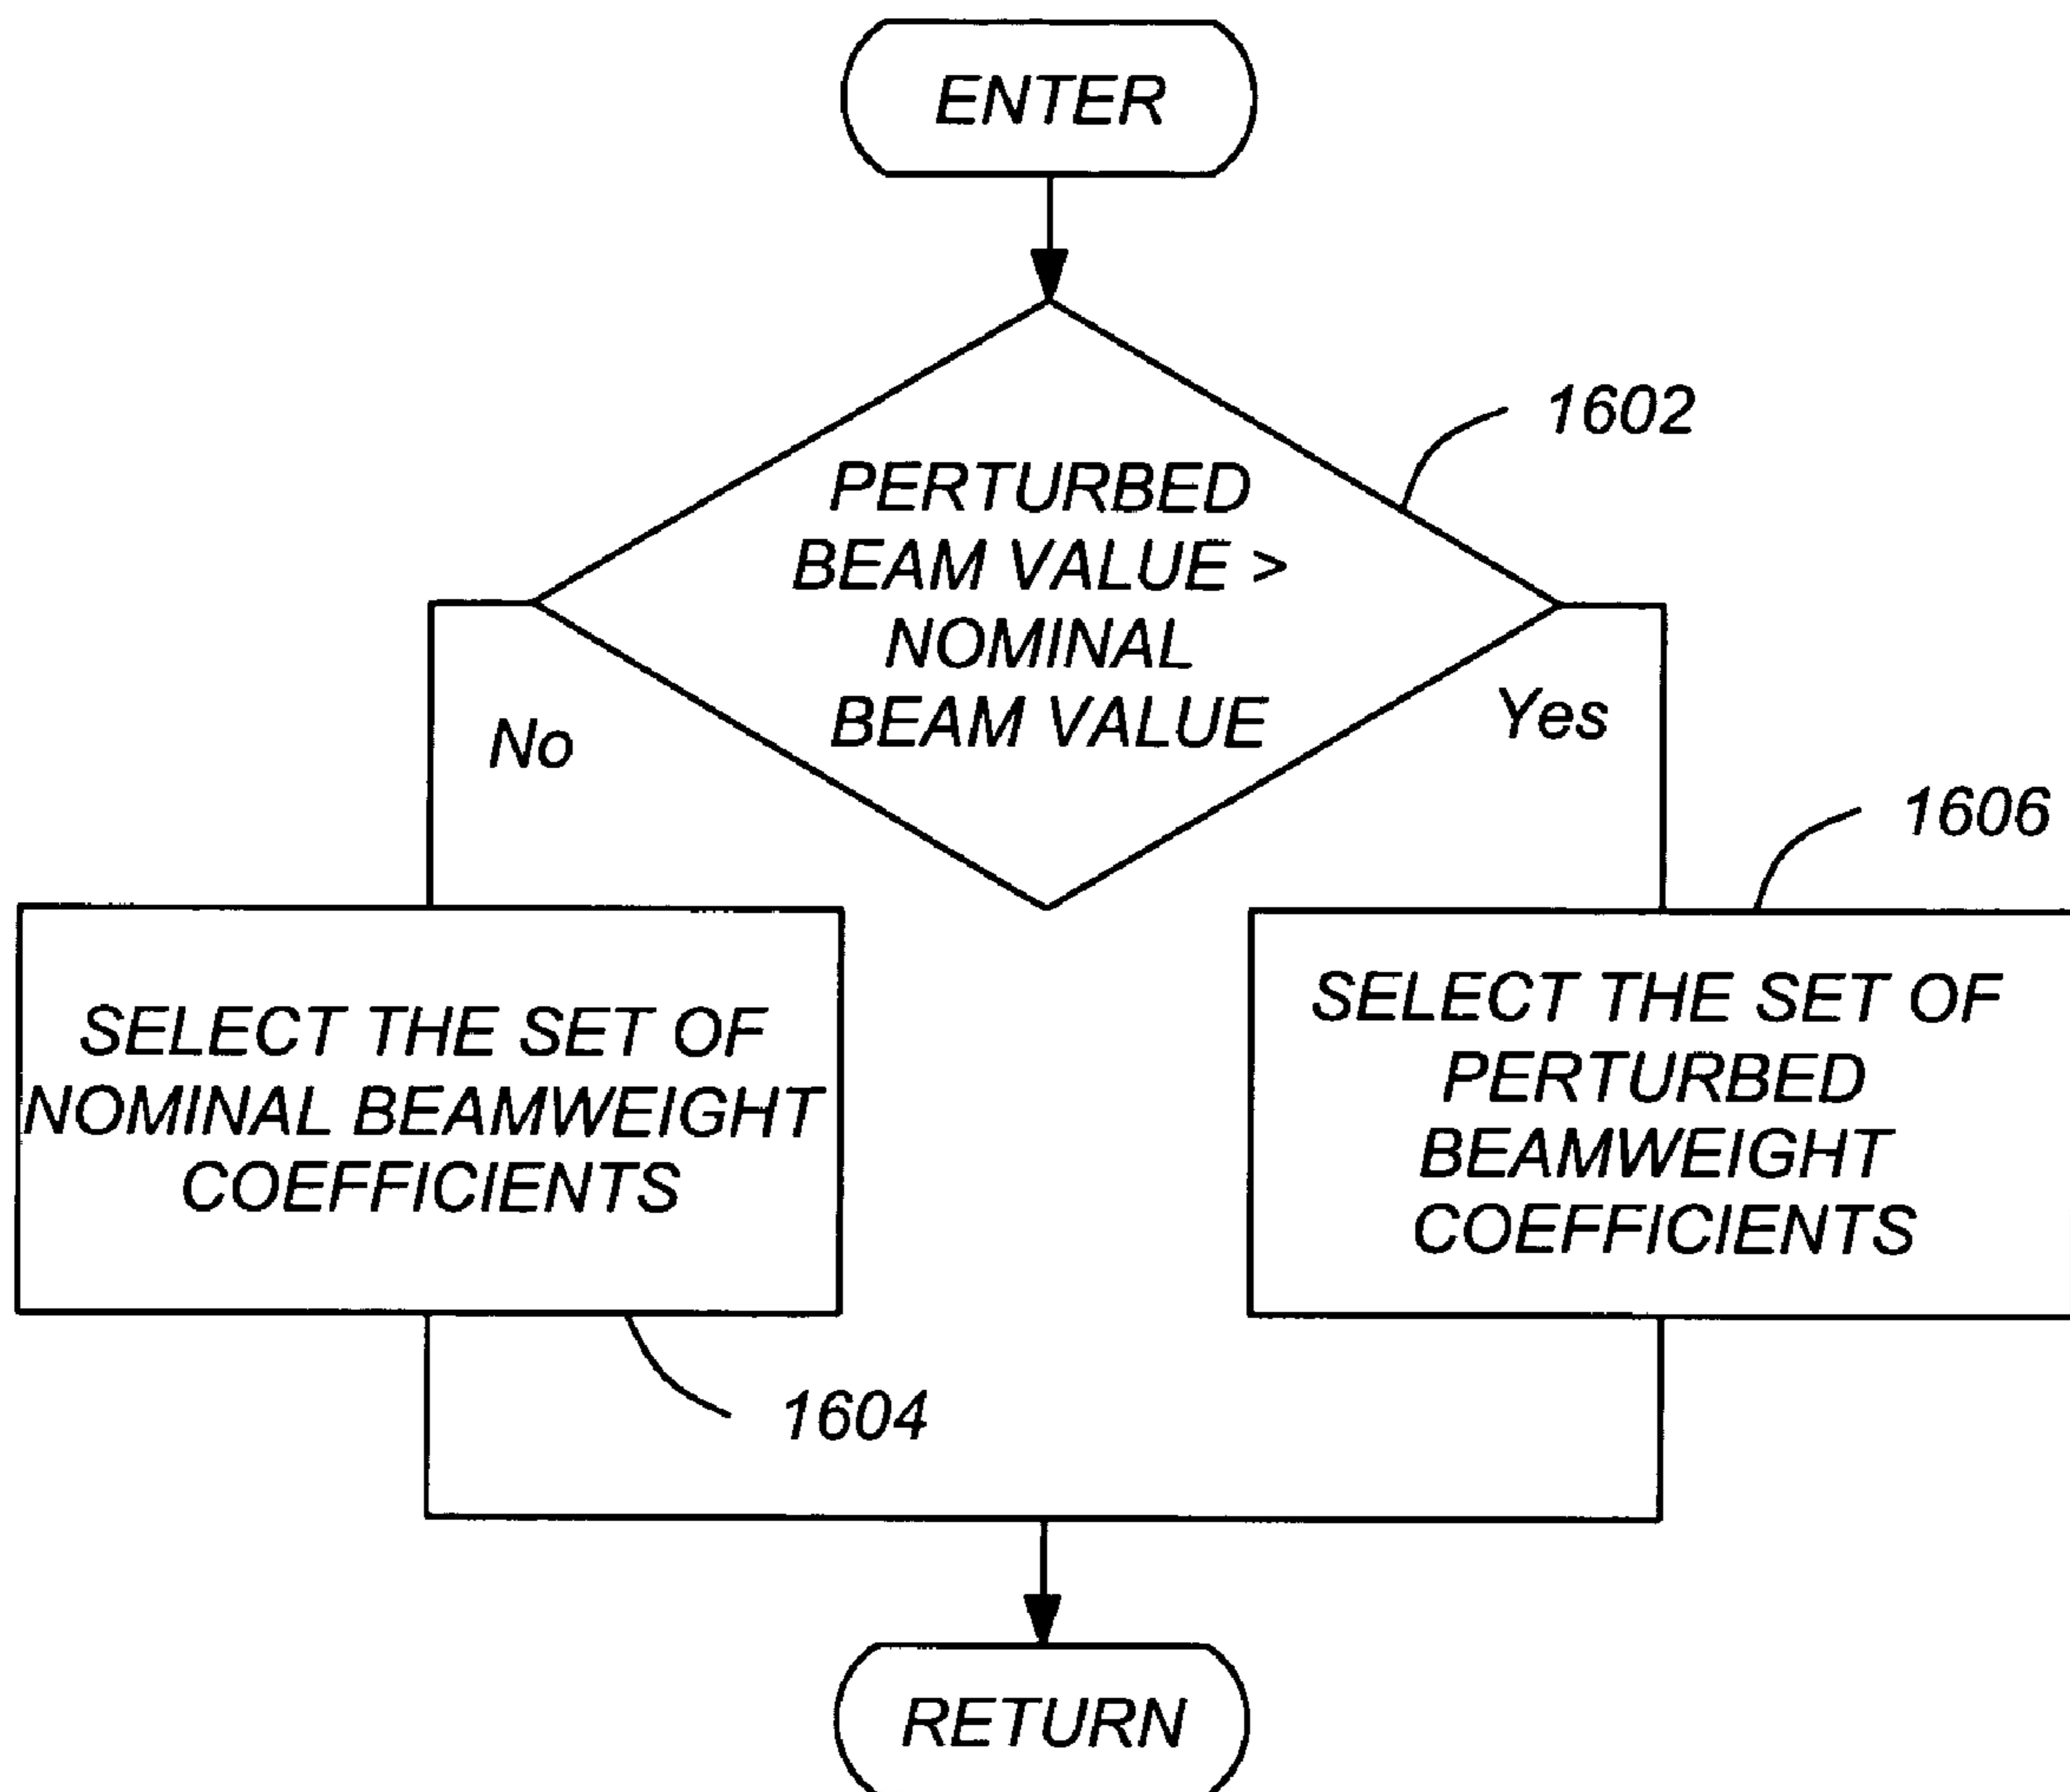 ENTER
1602
PERTURBED
BEAM VALUE >
NOMINAL
BEAM VALUE
No
Yes
1606
SELECT THE SET OF
NOMINAL BEAMWEIGHT
COEFFICIENTS
SELECT THE SET OF
PERTURBED
BEAMWEIGHT
COEFFICIENTS
1604
RETURN